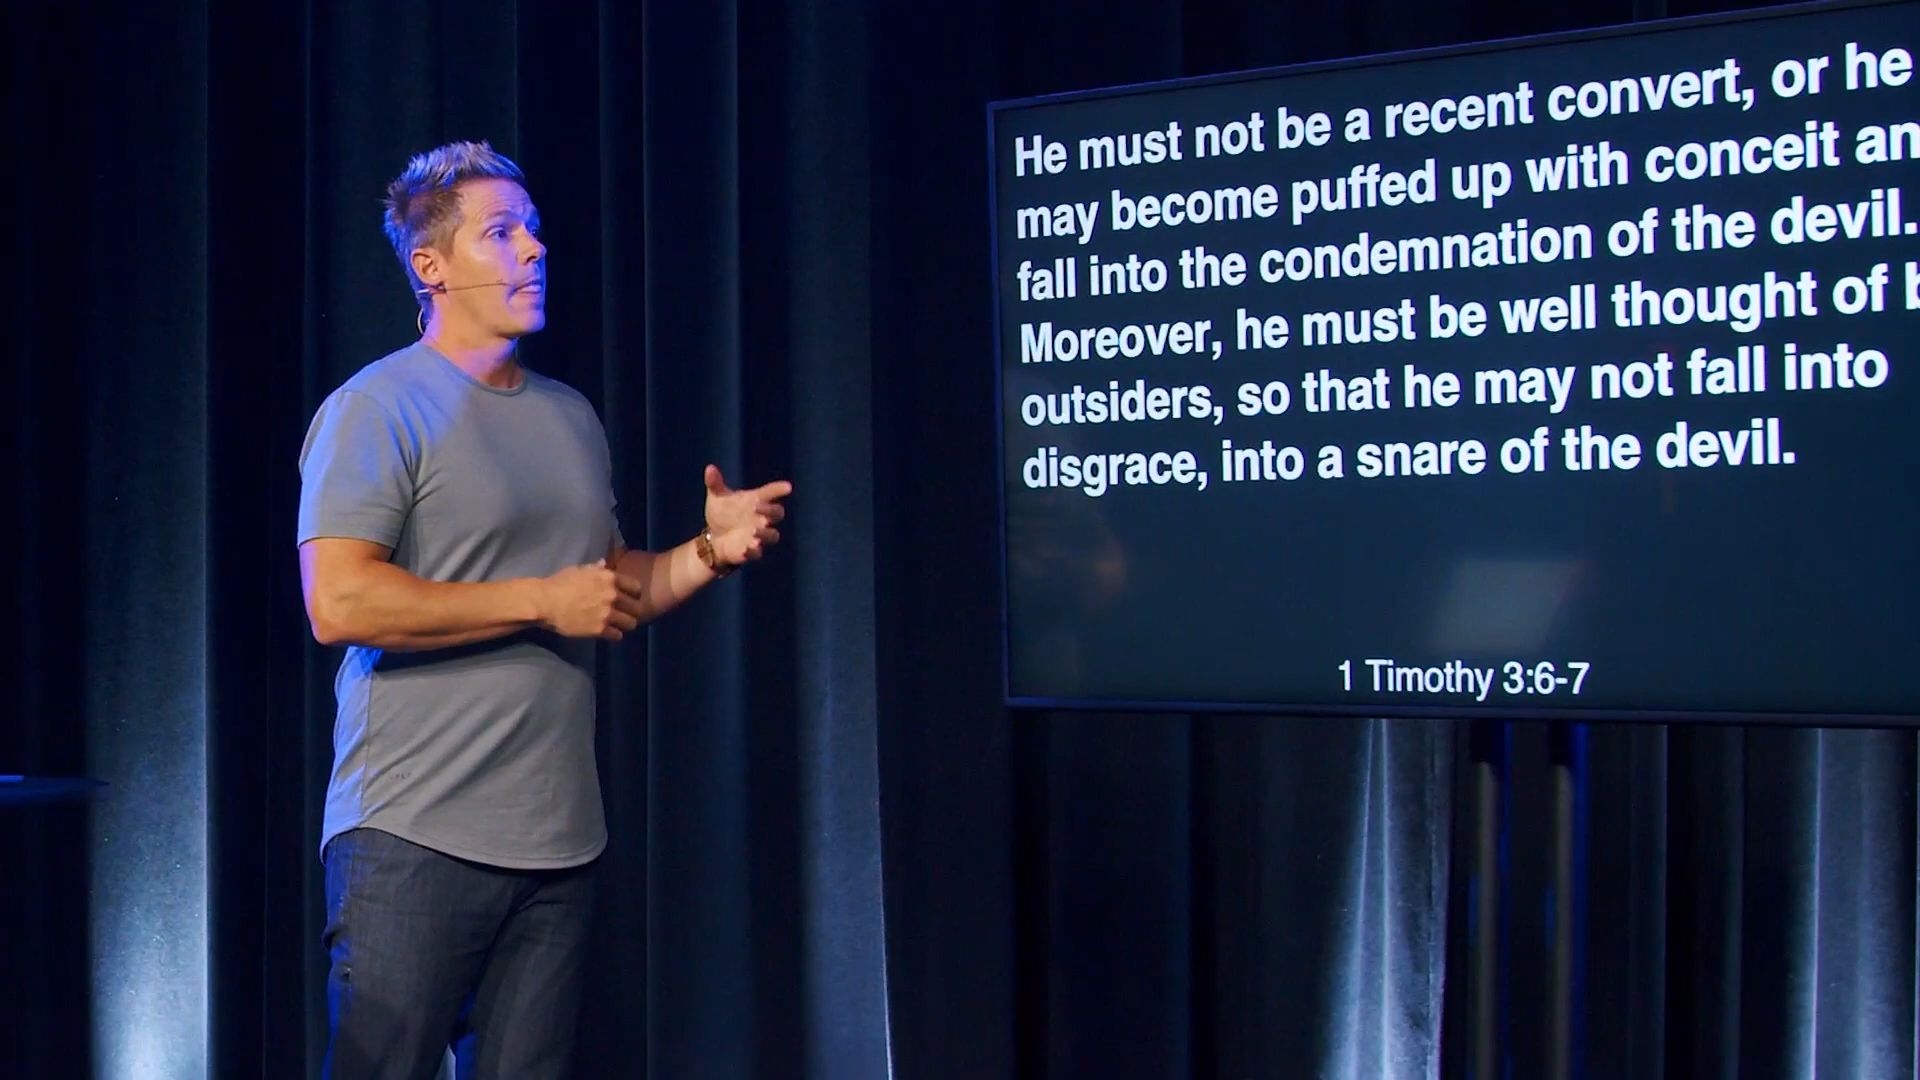 He must not be a recent convert, or he
may become puffed up with conceit an
fall into the condemnation of the devil.
Moreover, he must be well thought of b
outsiders, so that he may not fall into
disgrace, into a snare of the devil.
1 Timothy 3:6-7